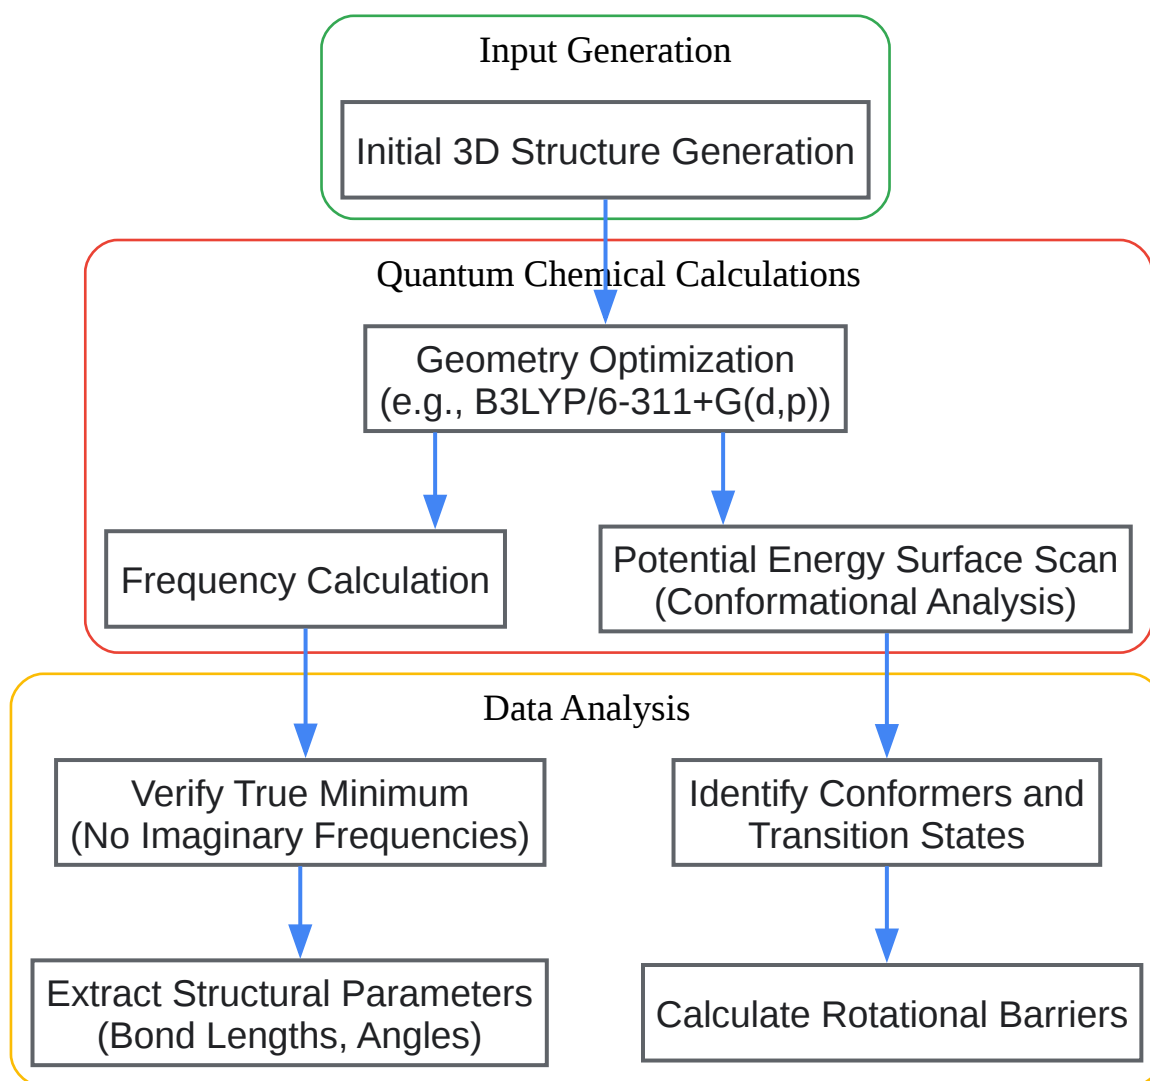 Input Generation
Initial 3D Structure Generation
Quantum Chemical Calculations
Geometry Optimization
(e.g., B3LYP/6-311+G(d,p))
Frequency Calculation
Potential Energy Surface Scan
(Conformational Analysis)
Data Analysis
Verify True Minimum
(No Imaginary Frequencies)
Identify Conformers and
Transition States
Extract Structural Parameters
(Bond Lengths, Angles)
Calculate Rotational Barriers